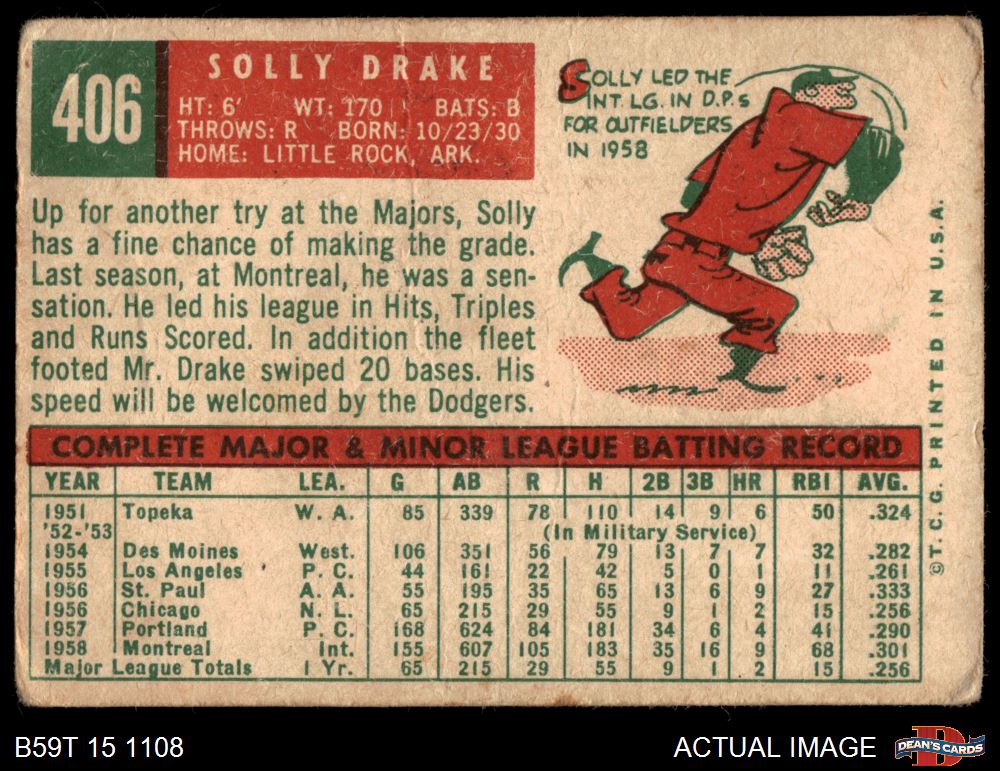 406
SOLLY DRAKE
HT: 6' WT: 170 BATS: B
THROWS: R BORN: 10/23/30
HOME: LITTLE ROCK, ARK.
SOLLY LED THE
INT. LG. IN D.P.s
FOR OUTFIELDERS
IN 1958
Up for another try at the Majors, Solly
has a fine chance of making the grade.
Last season, at Montreal, he was a sen-
sation. He led his league in Hits, Triples
and Runs Scored. In addition the fleet
footed Mr. Drake swiped 20 bases. His
speed will be welcomed by the Dodgers.
COMPLETE MAJOR & MINOR LEAGUE BATTING RECORD
YEAR TEAM LEA. G AB R H 2B 3B HR RBI AVG.
1951 Topeka W. A. 85 339 78 110 14 9 6 50 .324
'52-'53 (In Military Service)
1954 Des Moines West. 106 351 56 79 13 7 7 32 .282
1955 Los Angeles P. C. 44 161 22 42 5 0 1 11 .261
1956 St. Paul A. A. 55 195 35 65 13 6 9 27 .333
1956 Chicago N. L. 65 215 29 55 9 1 2 15 .256
1957 Portland P. C. 168 624 84 181 34 6 4 41 .290
1958 Montreal Int. 155 607 105 183 35 16 9 68 .301
Major League Totals 1 Yr. 65 215 29 55 9 1 2 15 .256
©T.C.G. PRINTED IN U.S.A.
B59T 15 1108
ACTUAL IMAGE
DEAN'S CARDS